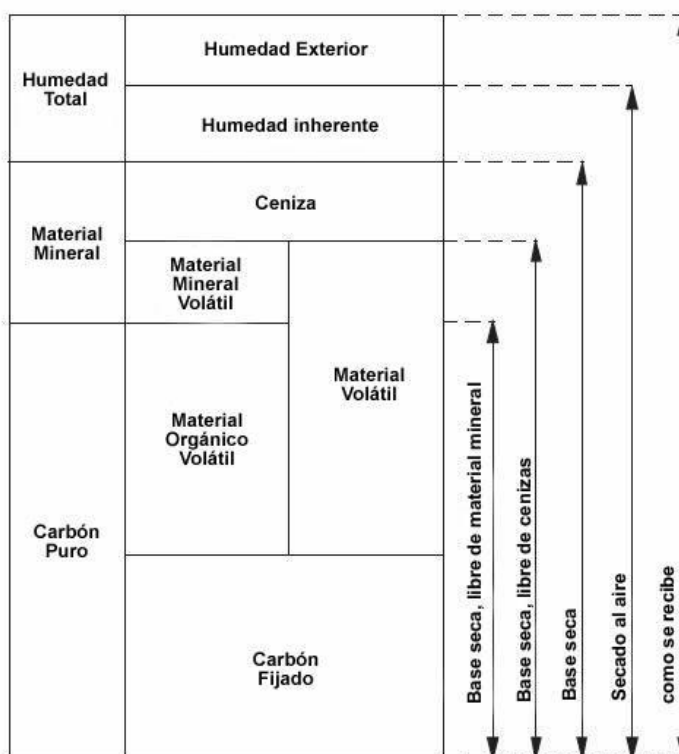 Humedad
Total
Humedad Exterior
Humedad inherente
Material
Mineral
Ceniza
Material
Mineral
Volátil
Material
Volátil
Material
Orgánico
Volátil
Carbón
Puro
Carbón
Fijado
Base seca, libre de material mineral
Base seca, libre de cenizas
Base seca
Secado al aire
como se recibe